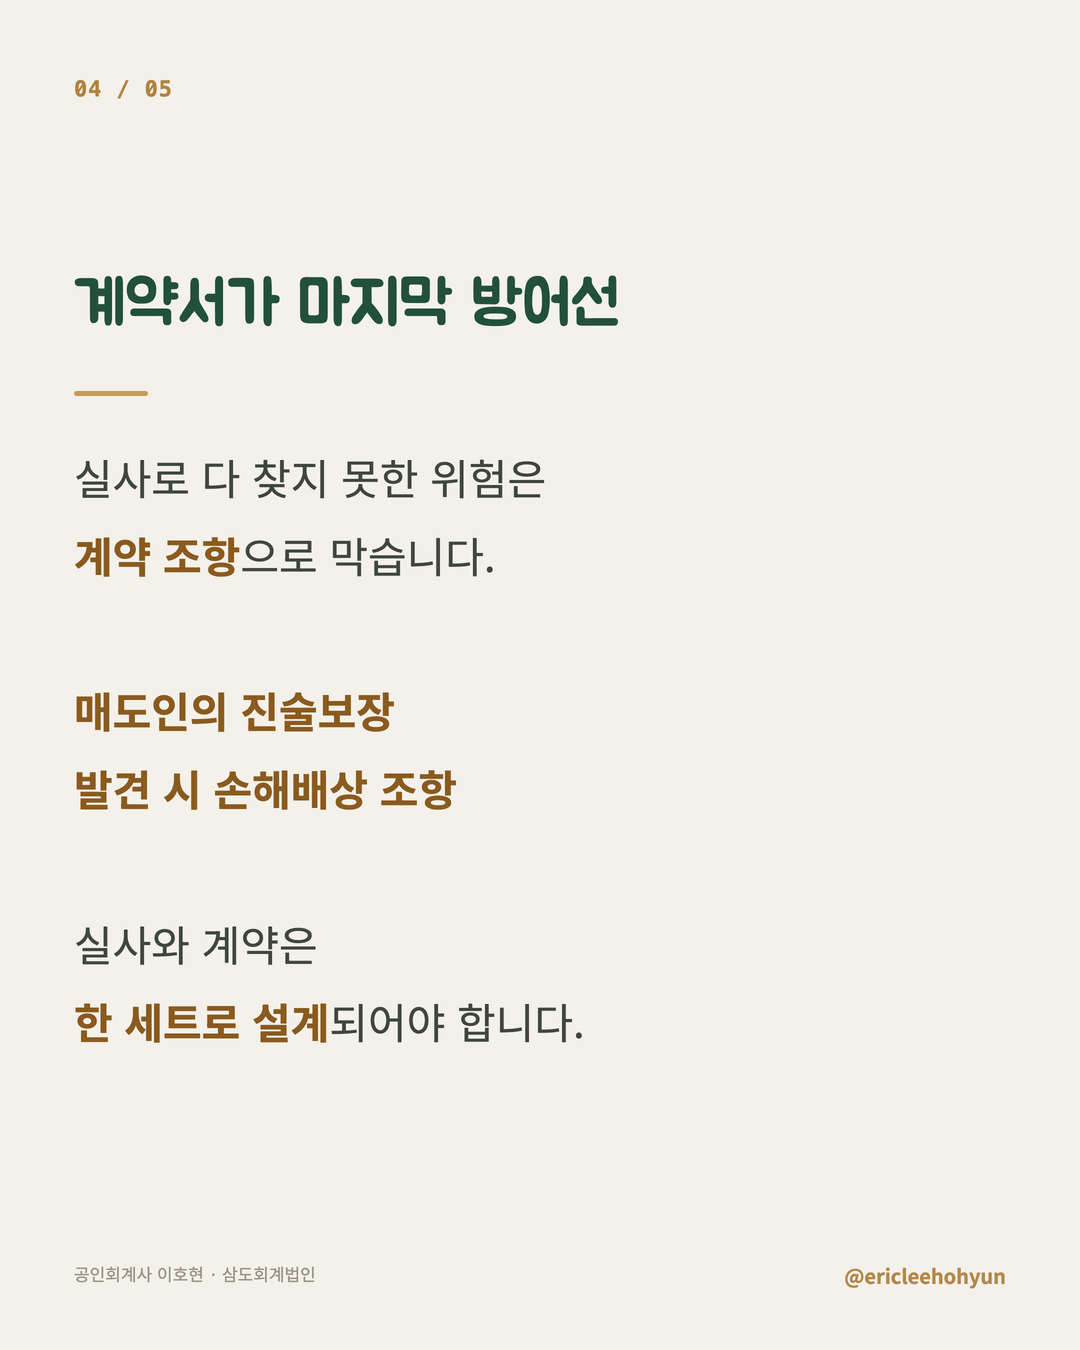 04 / 05
계약서가 마지막 방어선
실사로 다 찾지 못한 위험은
계약 조항으로 막습니다.
매도인의 진술보장
발견 시 손해배상 조항
실사와 계약은
한 세트로 설계되어야 합니다.
공인회계사 이호현 · 삼도회계법인
@ericleehohyun